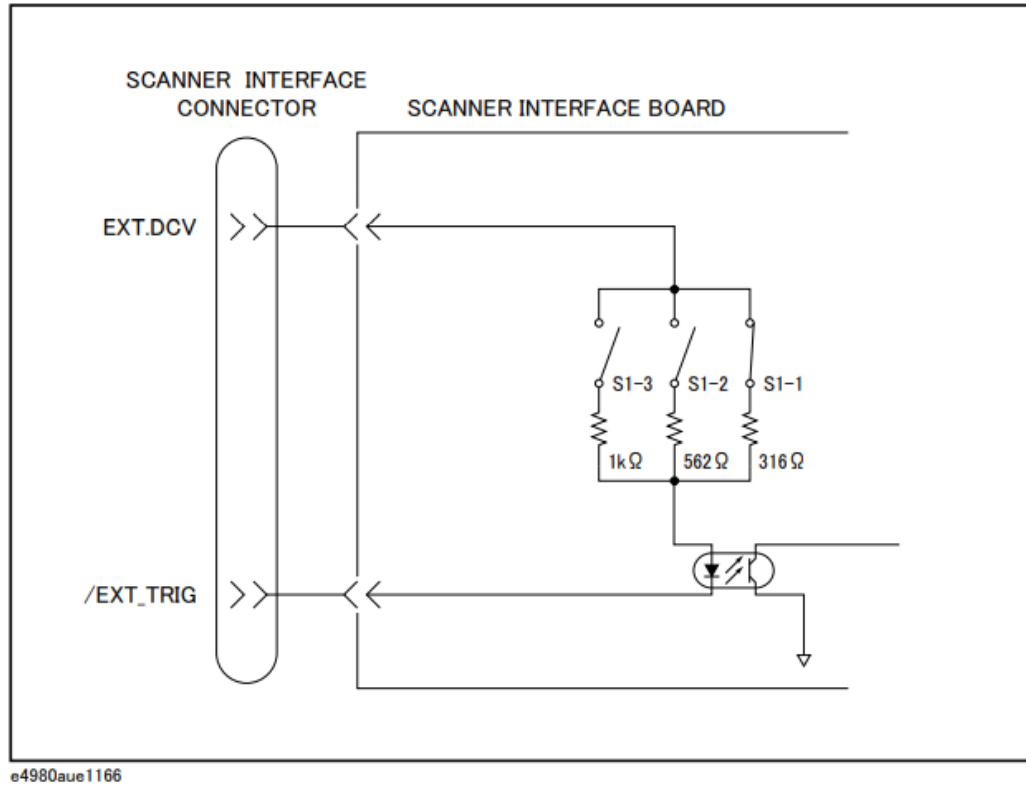 SCANNER INTERFACE
CONNECTOR
SCANNER INTERFACE BOARD
EXT.DCV
S1-3
S1-2
S1-1
1kΩ
562Ω
316Ω
/EXT_TRIG
e4980aue1166